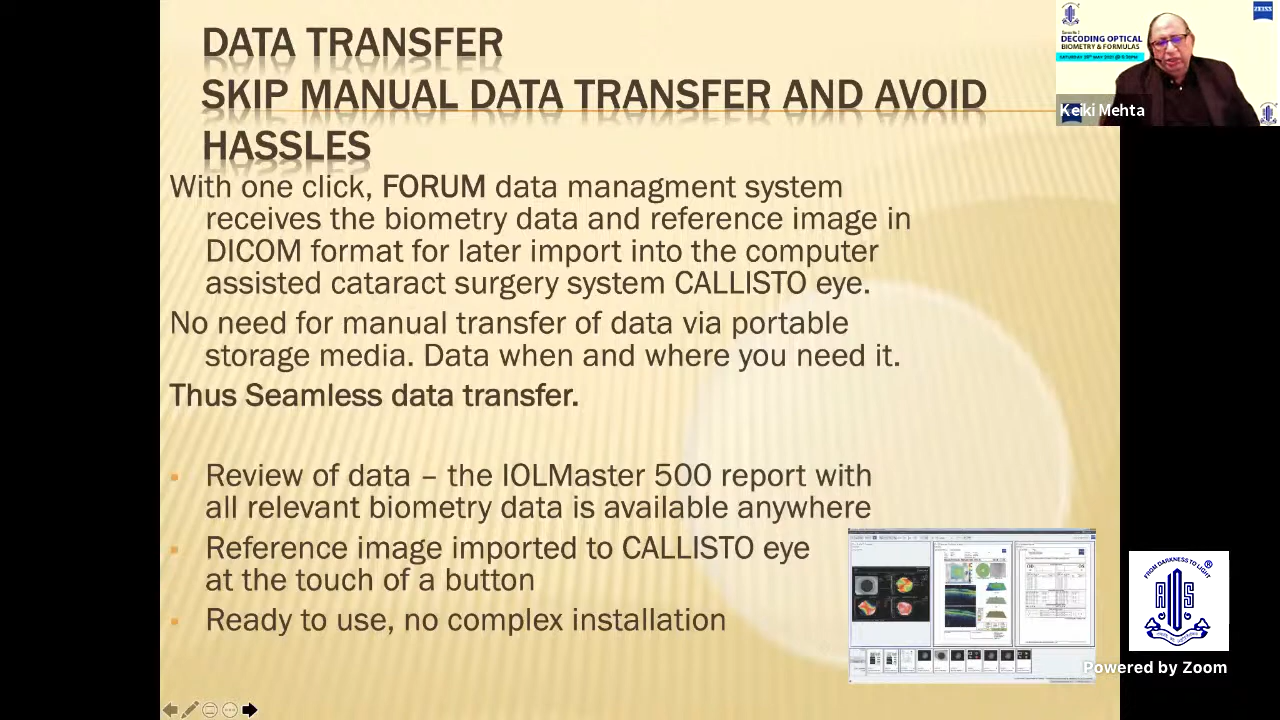 DATA TRANSFER
SKIP MANUAL DATA TRANSFER AND AVOID
HASSLES
With one click, FORUM data managment system
receives the biometry data and reference image in
DICOM format for later import into the computer
assisted cataract surgery system CALLISTO eye.
No need for manual transfer of data via portable
storage media. Data when and where you need it.
Thus Seamless data transfer.
Review of data – the IOLMaster 500 report with
all relevant biometry data is available anywhere
Reference image imported to CALLISTO eye
at the touch of a button
Ready to use, no complex installation
ZEISS
DECODING OPTICAL
BIOMETRY & FORMULAS
Keiki Mehta
FROM DARKNESS TO LIGHT
Powered by Zoom